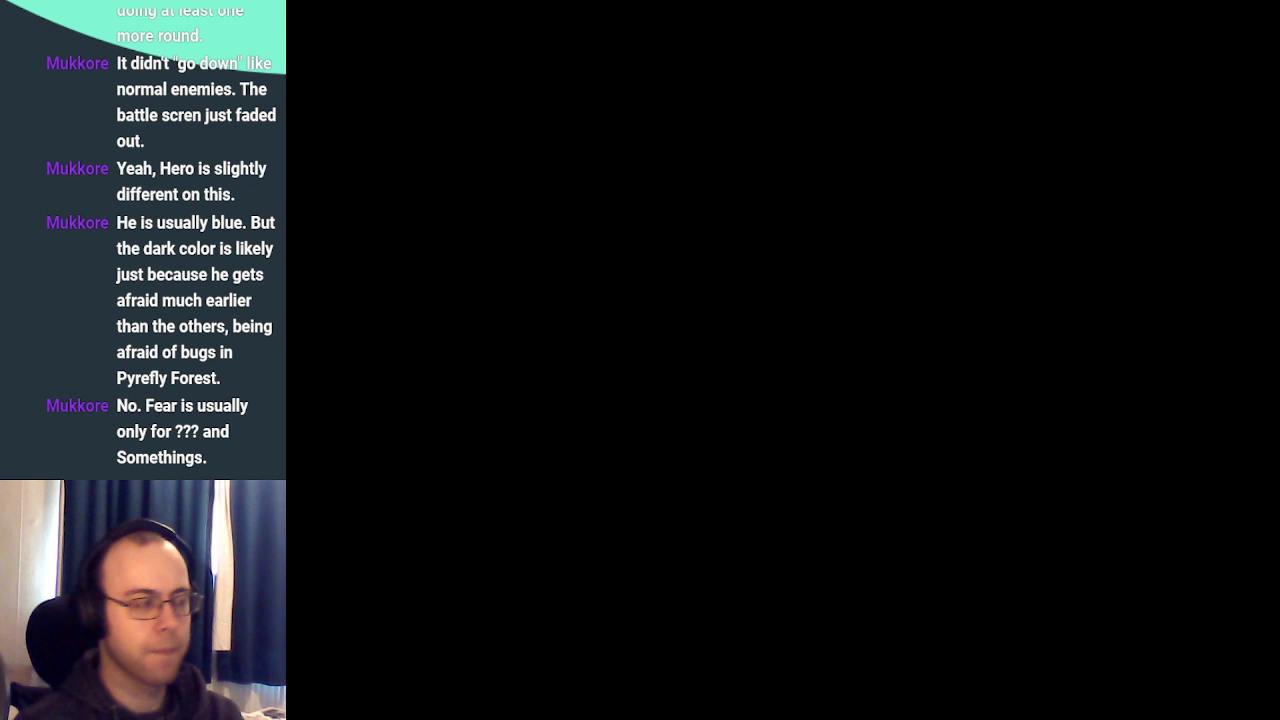 doing at least one
more round.
Mukkore It didn't "go down" like
normal enemies. The
battle scren just faded
out.
Mukkore Yeah, Hero is slightly
different on this.
Mukkore He is usually blue. But
the dark color is likely
just because he gets
afraid much earlier
than the others, being
afraid of bugs in
Pyrefly Forest.
Mukkore No. Fear is usually
only for ??? and
Somethings.